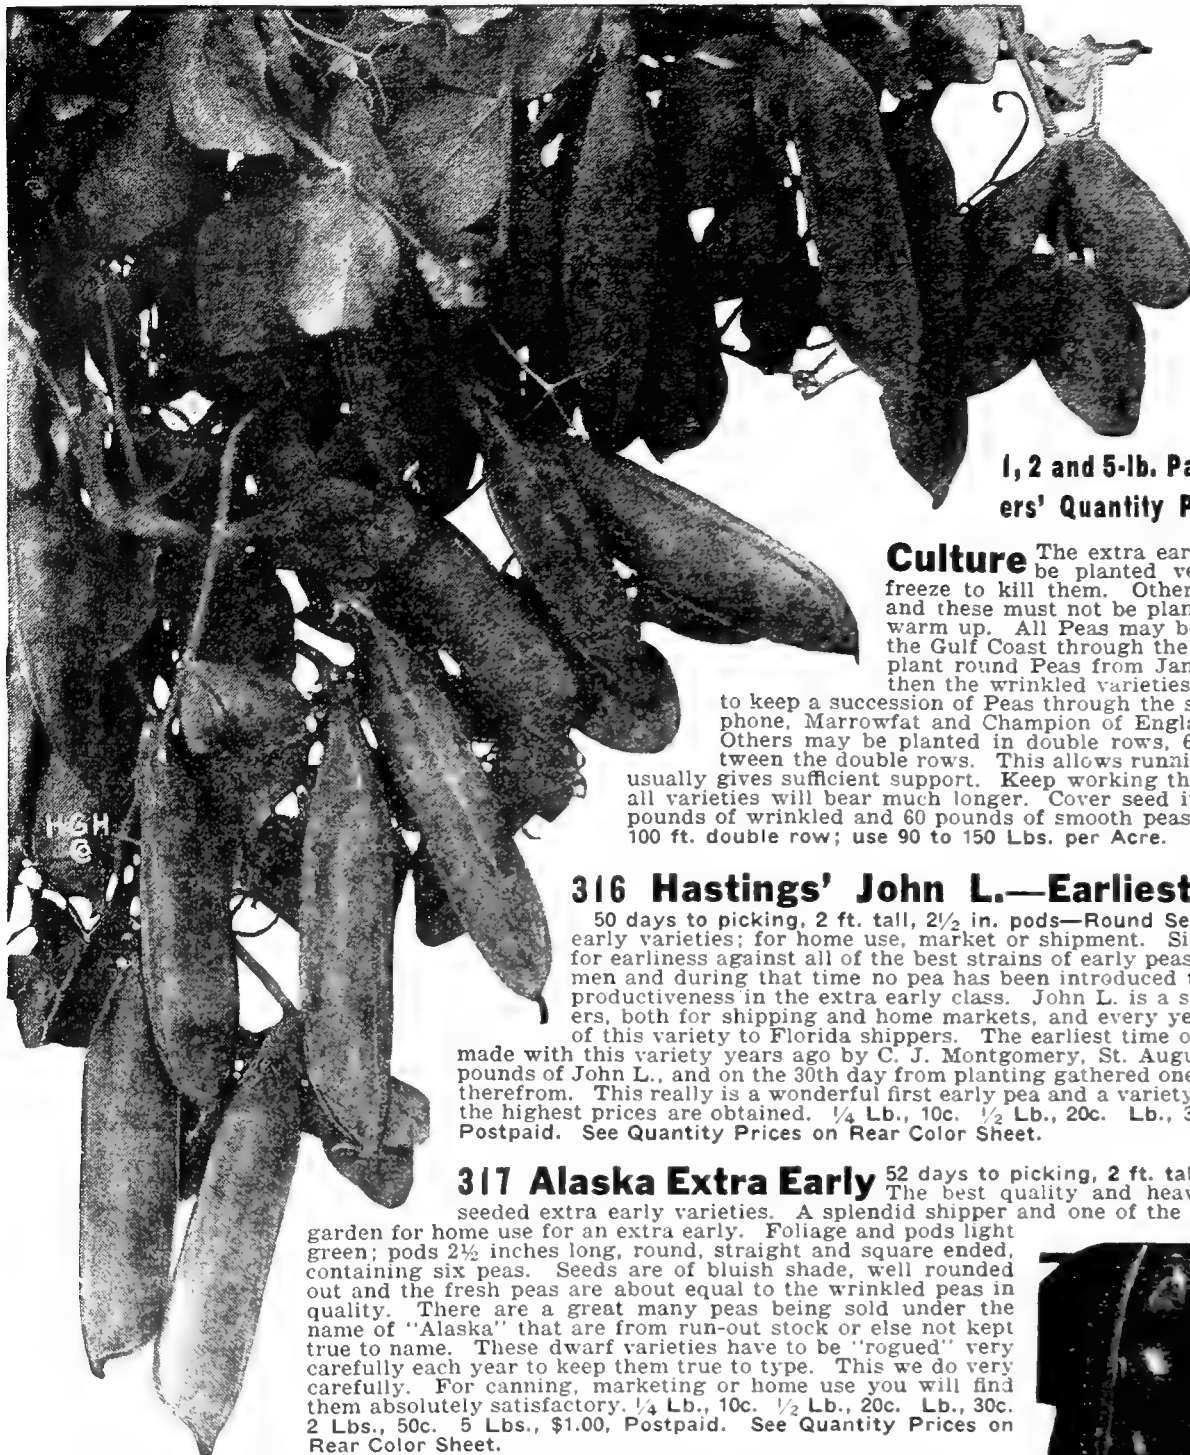 1, 2 and 5-lb. Pa
ers' Quantity P
Culture The extra ear
be planted ve
freeze to kill them. Other
and these must not be plan
warm up. All Peas may b
the Gulf Coast through the
plant round Peas from Jan
then the wrinkled varieties
to keep a succession of Peas through the s
phone, Marrowfat and Champion of Engla
Others may be planted in double rows, 6
tween the double rows. This allows runni
usually gives sufficient support. Keep working th
all varieties will bear much longer. Cover seed i
pounds of wrinkled and 60 pounds of smooth peas
100 ft. double row; use 90 to 150 Lbs. per Acre.
HGH
©
316 Hastings' John L.—Earliest
50 days to picking, 2 ft. tall, 2½ in. pods—Round Se
early varieties; for home use, market or shipment. Si
for earliness against all of the best strains of early peas
men and during that time no pea has been introduced t
productiveness in the extra early class. John L. is a s
ers, both for shipping and home markets, and every ye
of this variety to Florida shippers. The earliest time o
made with this variety years ago by C. J. Montgomery, St. Augu
pounds of John L., and on the 30th day from planting gathered one
therefrom. This really is a wonderful first early pea and a variety
the highest prices are obtained. ¼ Lb., 10c. ½ Lb., 20c. Lb., 3
Postpaid. See Quantity Prices on Rear Color Sheet.
317 Alaska Extra Early 52 days to picking, 2 ft. tal
The best quality and heav
seeded extra early varieties. A splendid shipper and one of the
garden for home use for an extra early. Foliage and pods light
green; pods 2½ inches long, round, straight and square ended,
containing six peas. Seeds are of bluish shade, well rounded
out and the fresh peas are about equal to the wrinkled peas in
quality. There are a great many peas being sold under the
name of "Alaska" that are from run-out stock or else not kept
true to name. These dwarf varieties have to be "rogued" very
carefully each year to keep them true to type. This we do very
carefully. For canning, marketing or home use you will find
them absolutely satisfactory. ¼ Lb., 10c. ½ Lb., 20c. Lb., 30c.
2 Lbs., 50c. 5 Lbs., $1.00, Postpaid. See Quantity Prices on
Rear Color Sheet.